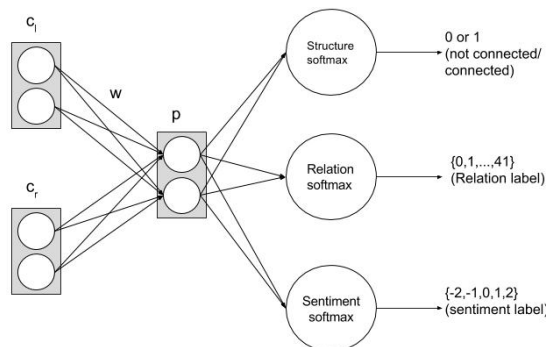 c_l
w
p
c_r
Structure
softmax
0 or 1
(not connected/
connected)
Relation
softmax
{0,1,...,41}
(Relation label)
Sentiment
softmax
{-2,-1,0,1,2}
(sentiment label)